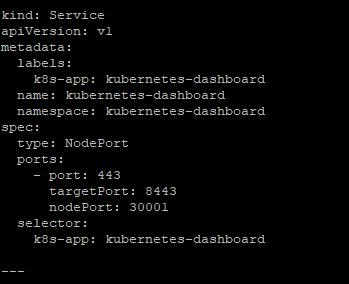 kind: Service
apiVersion: v1
metadata:
  labels:
    k8s-app: kubernetes-dashboard
  name: kubernetes-dashboard
  namespace: kubernetes-dashboard
spec:
  type: NodePort
  ports:
    - port: 443
      targetPort: 8443
      nodePort: 30001
  selector:
    k8s-app: kubernetes-dashboard

---